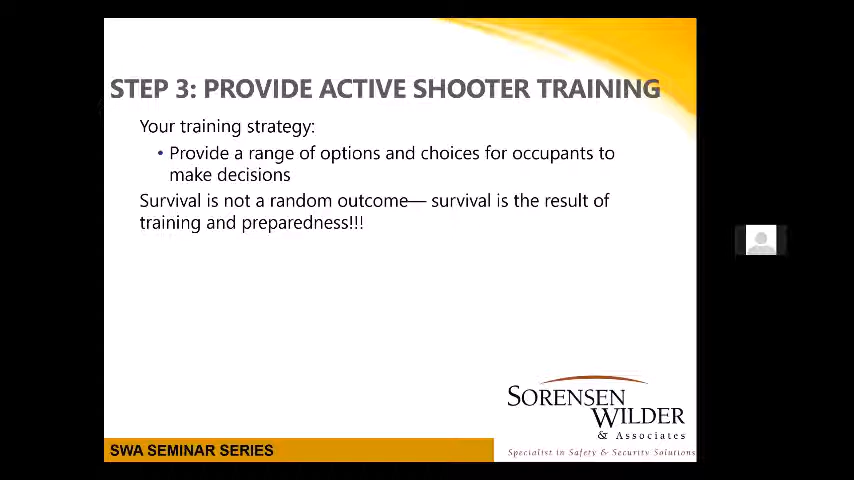 STEP 3: PROVIDE ACTIVE SHOOTER TRAINING
Your training strategy:
• Provide a range of options and choices for occupants to
make decisions
Survival is not a random outcome— survival is the result of
training and preparedness!!!
SORENSEN
WILDER
& Associates
Specialist in Safety & Security Solutions
SWA SEMINAR SERIES